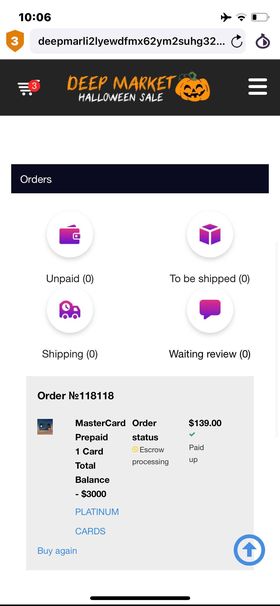 10:06
3
deepmarli2lyewdfmx62ym2suhg32...
3
DEEP MARKET
HALLOWEEN SALE
Orders
Unpaid (0)
To be shipped (0)
Shipping (0)
Waiting review (0)
Order №118118
MasterCard
Prepaid
1 Card
Total
Balance
- $3000
PLATINUM
CARDS
Order
status
Escrow
processing
$139.00
Paid
up
Buy again